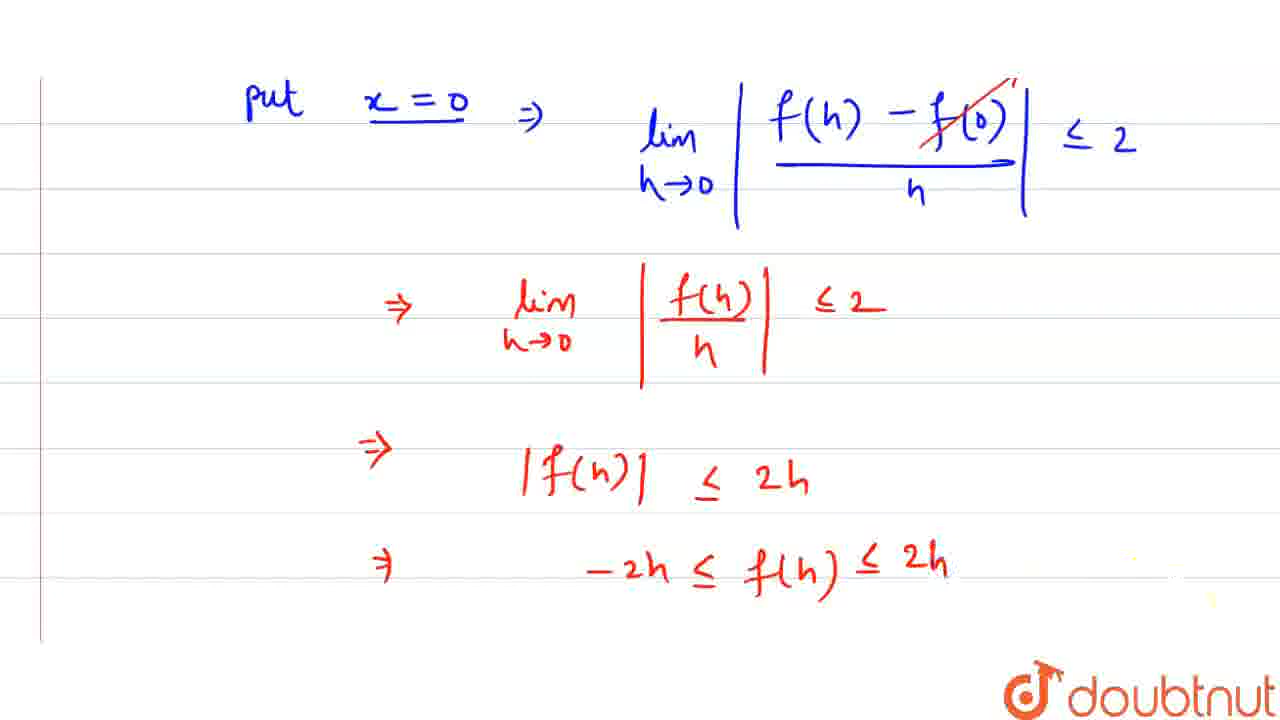 put x = 0 ⇒ lim h→0 | f(h) − f(0) / h | ≤ 2
⇒ lim h→0 | f(h) / h | ≤ 2
⇒ |f(h)| ≤ 2h
⇒ −2h ≤ f(h) ≤ 2h
doubtnut